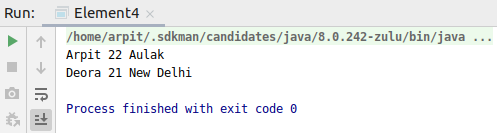 Run: Element4
/home/arpit/.sdkman/candidates/java/8.0.242-zulu/bin/java ...
Arpit 22 Aulak
Deora 21 New Delhi
Process finished with exit code 0